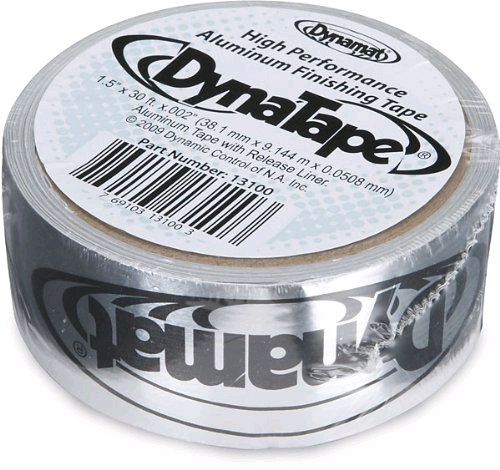 Dynamat®
High Performance
Aluminum Finishing Tape
DynaTape®
1.5" x 30 ft x .002" (38.1 mm x 9.144 m x 0.0508 mm)
Aluminum Tape with Release Liner.
© 2009 Dynamic Control of N.A. Inc.
Part Number: 13100
7 69103 13100 3
Dynamat®